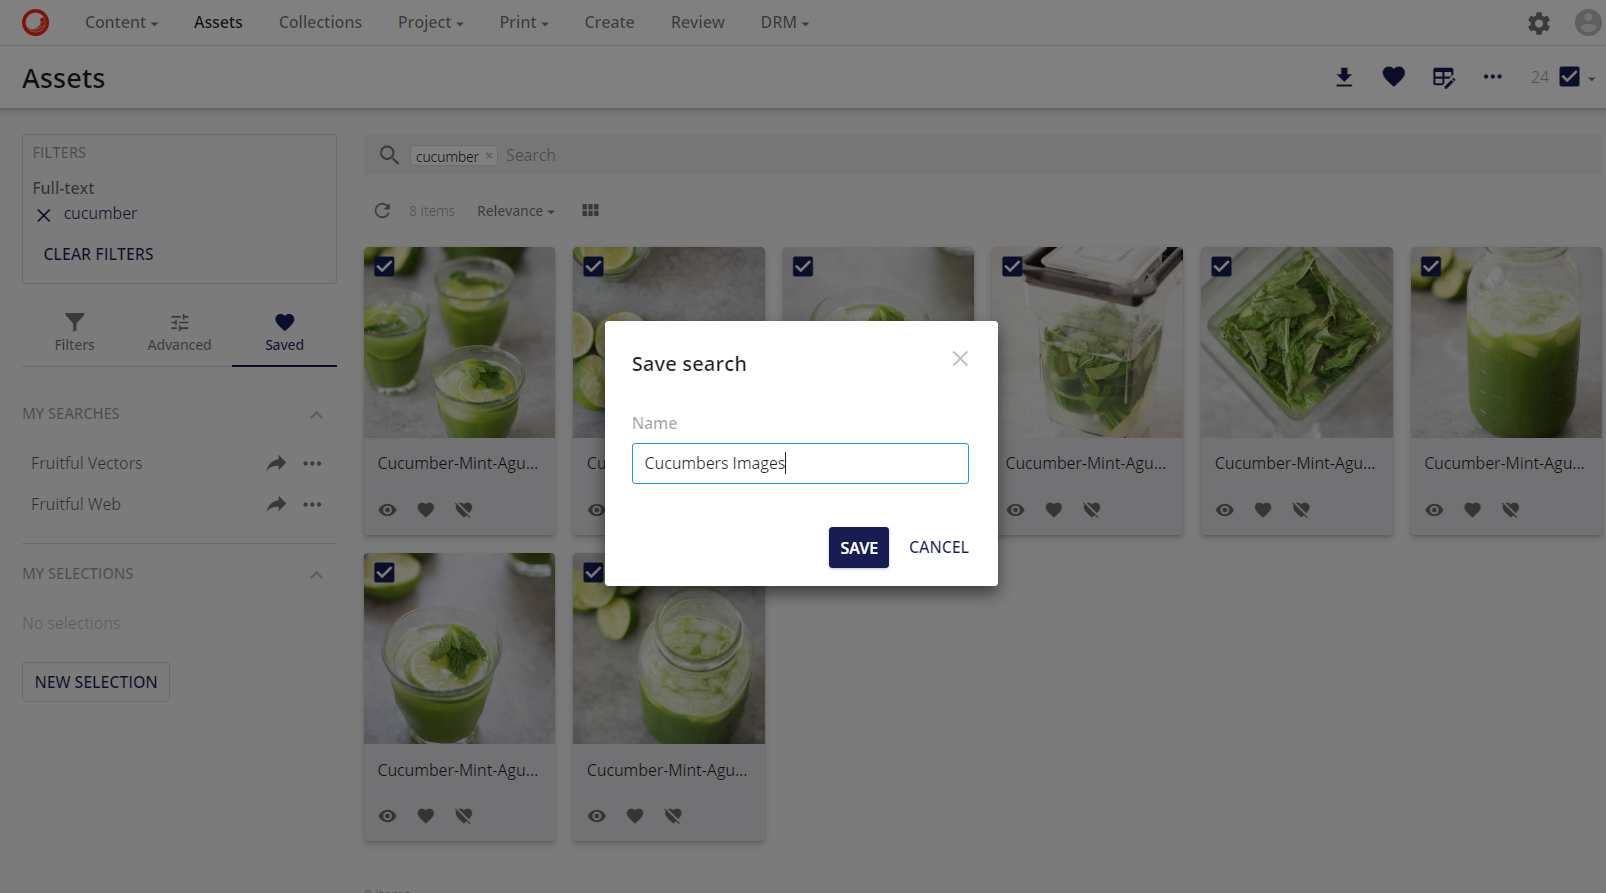 Content
Assets
Collections
Project
Print
Create
Review
DRM
Assets
24
FILTERS
Full-text
cucumber
CLEAR FILTERS
Filters
Advanced
Saved
MY SEARCHES
Fruitful Vectors
Fruitful Web
MY SELECTIONS
No selections
NEW SELECTION
cucumber ×
Search
8 items
Relevance
Cucumber-Mint-Agu...
Cu
Cucumber-Mint-Agu...
Cucumber-Mint-Agu...
Cucumber-Mint-Agu...
Cucumber-Mint-Agu...
Cucumber-Mint-Agu...
Save search
Name
Cucumbers Images
SAVE
CANCEL